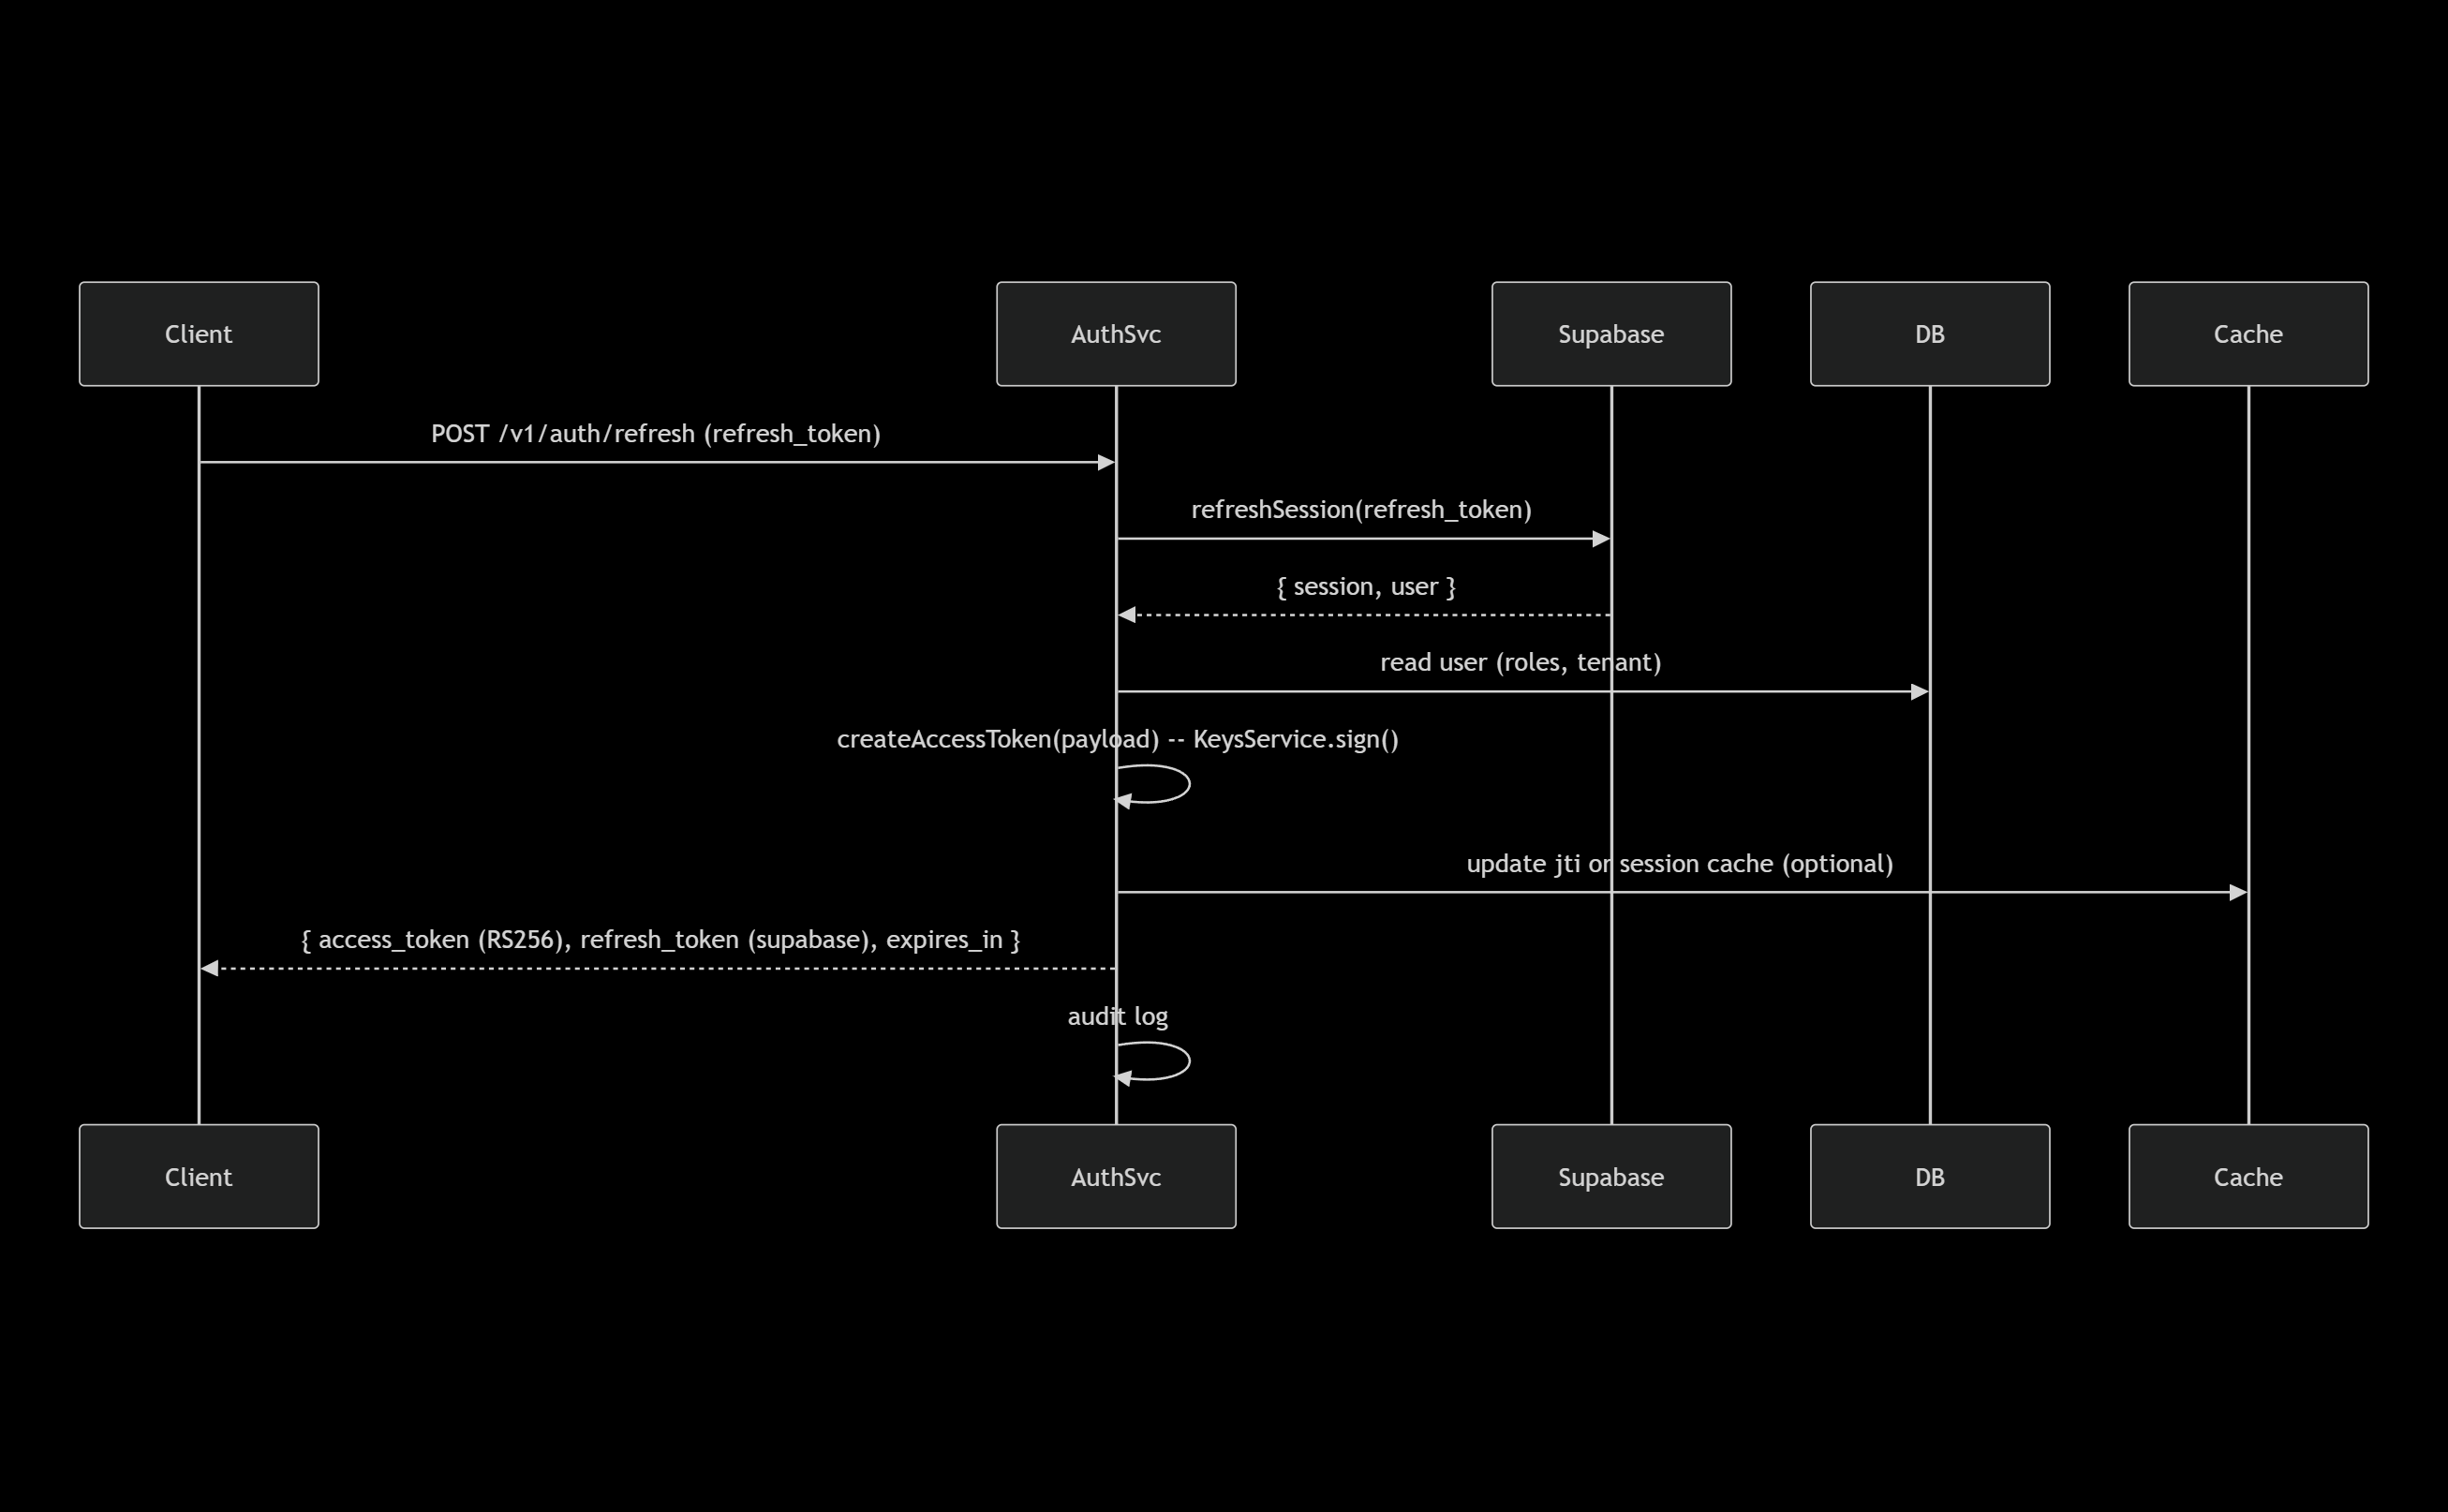 Client
AuthSvc
Supabase
DB
Cache
POST /v1/auth/refresh (refresh_token)
refreshSession(refresh_token)
{ session, user }
read user (roles, tenant)
createAccessToken(payload) -- KeysService.sign()
update jti or session cache (optional)
{ access_token (RS256), refresh_token (supabase), expires_in }
audit log
Client
AuthSvc
Supabase
DB
Cache